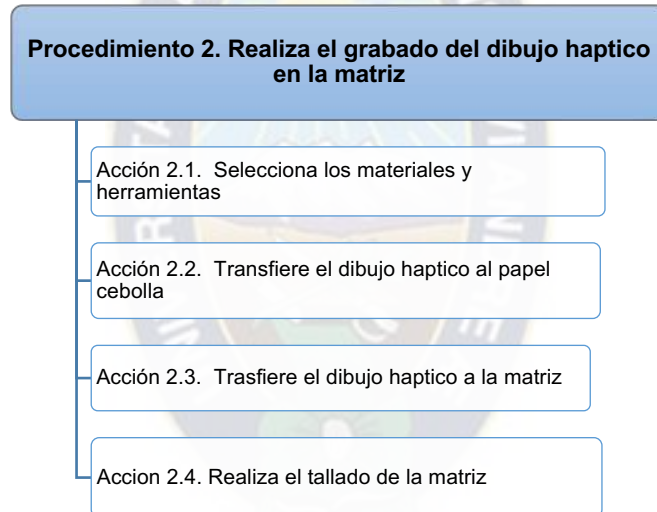 Procedimiento 2. Realiza el grabado del dibujo haptico
en la matriz
Acción 2.1.  Selecciona los materiales y
herramientas
Acción 2.2.  Transfiere el dibujo haptico al papel
cebolla
Acción 2.3.  Trasfiere el dibujo haptico a la matriz
Accion 2.4. Realiza el tallado de la matriz